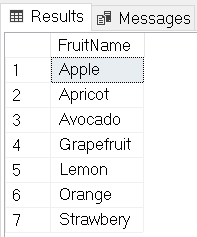 Results Messages
FruitName
1 Apple
2 Apricot
3 Avocado
4 Grapefruit
5 Lemon
6 Orange
7 Strawbery